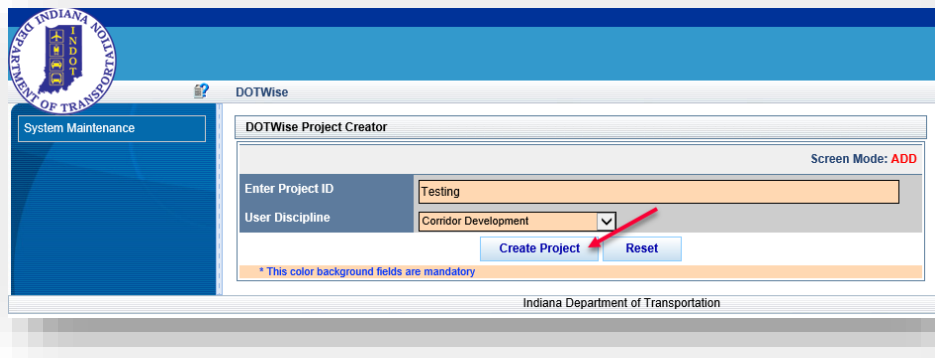 INDIANA DEPARTMENT OF TRANSPORTATION
INDOT
DOTWise
System Maintenance
DOTWise Project Creator
Screen Mode: ADD
Enter Project ID
Testing
User Discipline
Corridor Development
Create Project
Reset
* This color background fields are mandatory
Indiana Department of Transportation